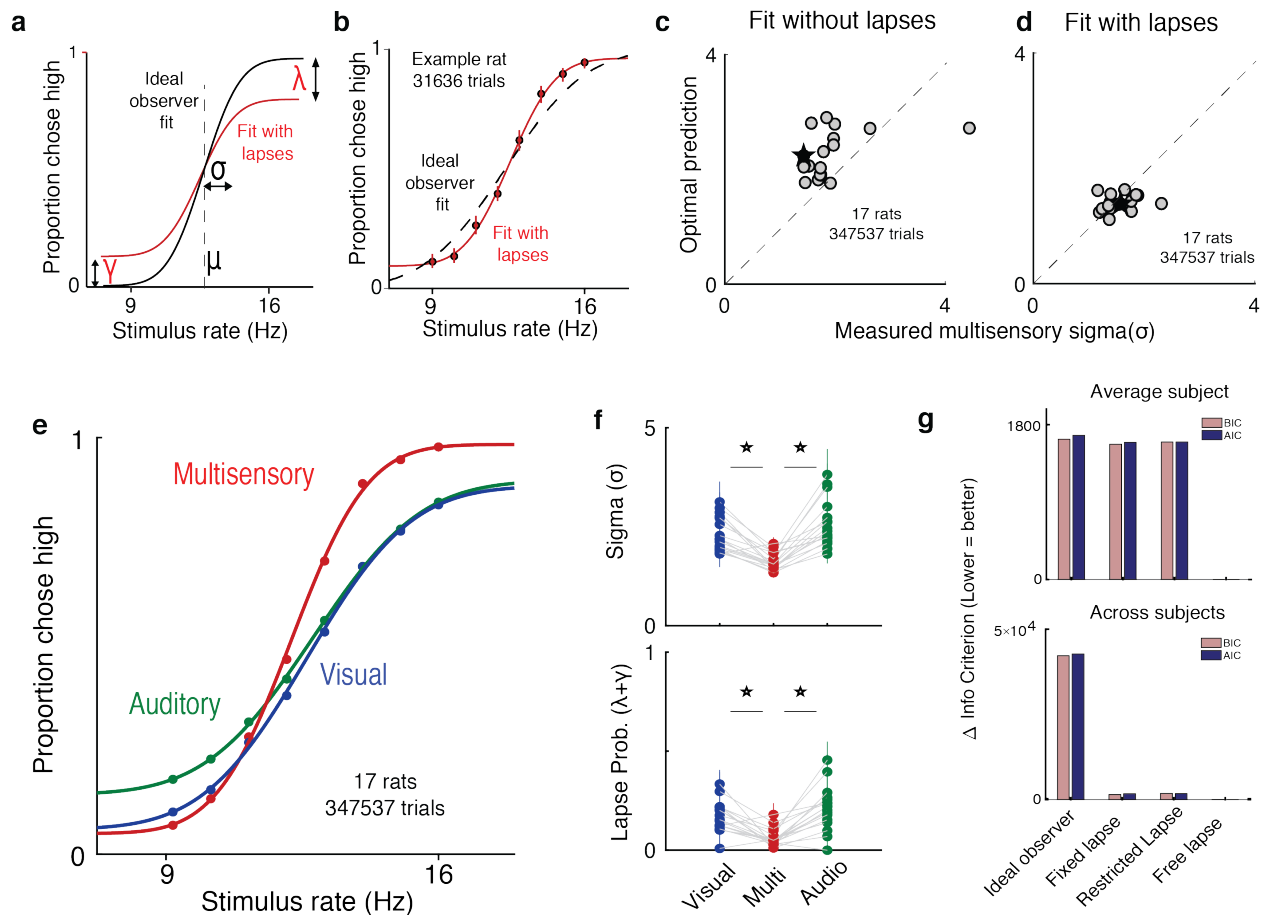 a
1
0
Proportion chose high
Ideal
observer
fit
λ
Fit with
lapses
σ
μ
γ
9
16
Stimulus rate (Hz)
b
1
0
Proportion chose high
Example rat
31636 trials
Ideal
observer
fit
Fit with
lapses
9
16
Stimulus rate (Hz)
c
Fit without lapses
4
0
Optimal prediction
17 rats
347537 trials
0
4
d
Fit with lapses
4
0
17 rats
347537 trials
0
4
Measured multisensory sigma(σ)
e
1
0
Proportion chose high
Multisensory
Auditory
Visual
17 rats
347537 trials
9
16
Stimulus rate (Hz)
f
5
0
Sigma (σ)
1
0
Lapse Prob. (λ+γ)
Visual
Multi
Audio
g
Average subject
1800
0
BIC
AIC
Δ Info Criterion (Lower = better)
Across subjects
5×10⁴
0
BIC
AIC
Ideal observer
Fixed lapse
Restricted Lapse
Free lapse